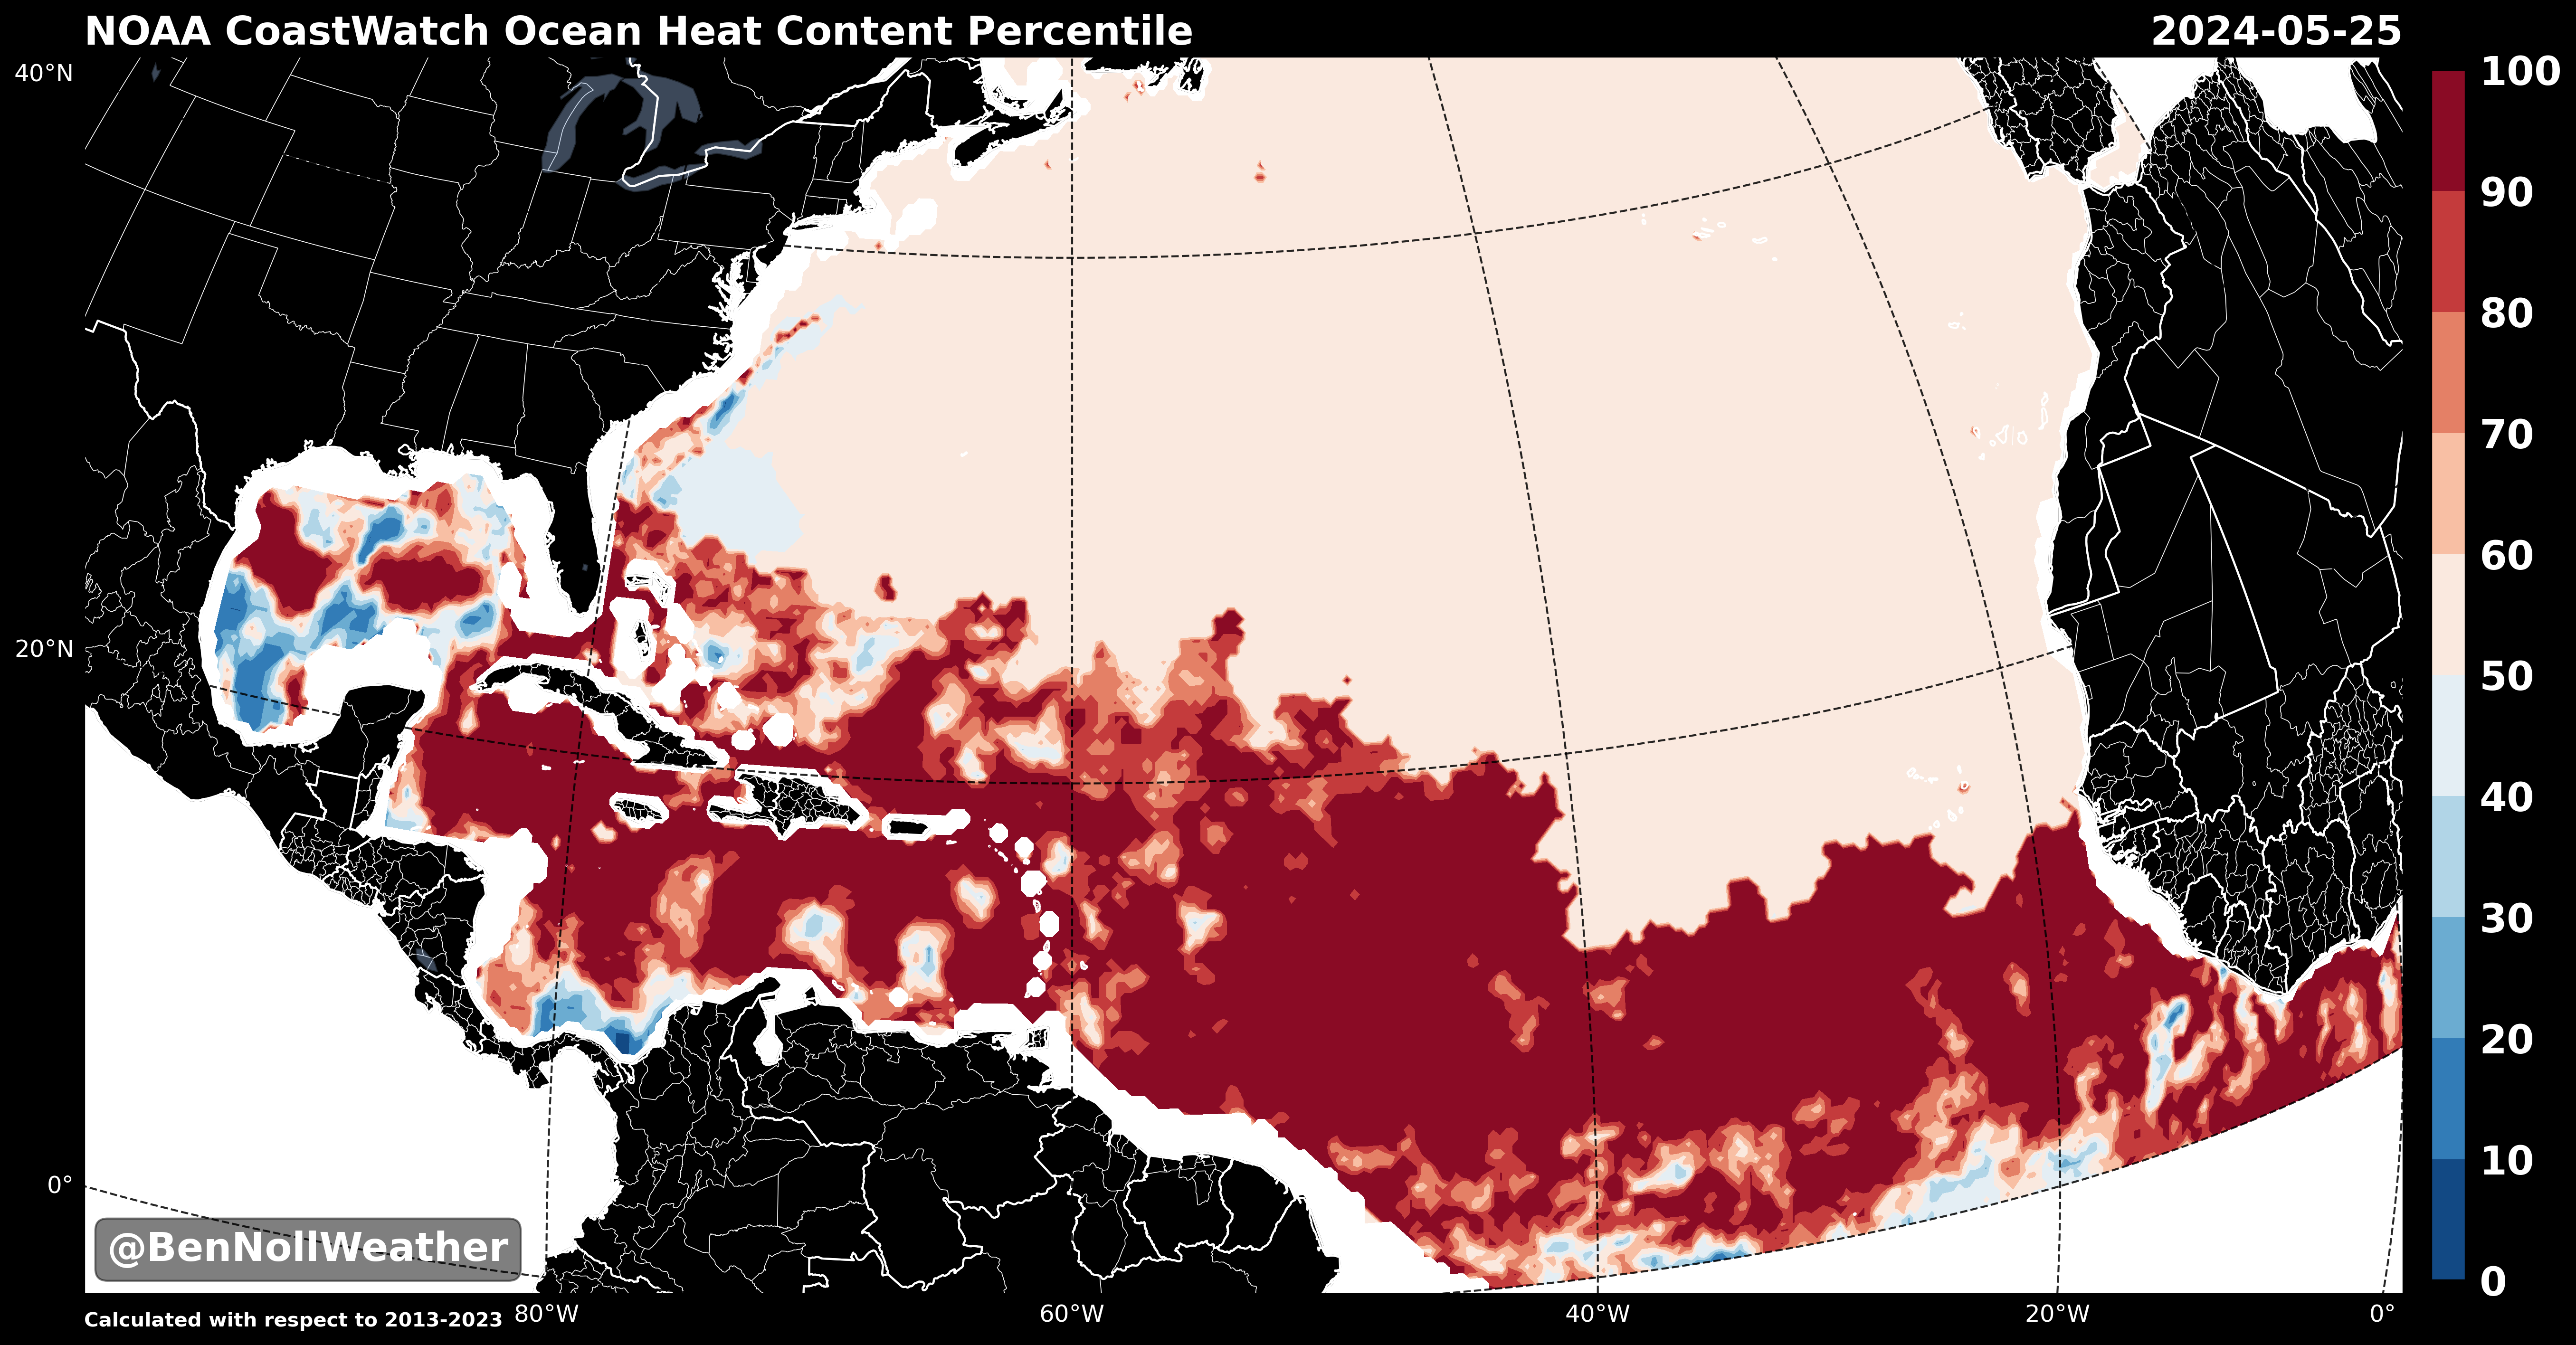 NOAA CoastWatch Ocean Heat Content Percentile
2024-05-25
40°N
20°N
0°
100
90
80
70
60
50
40
30
20
10
0
@BenNollWeather
Calculated with respect to 2013-2023
80°W
60°W
40°W
20°W
0°